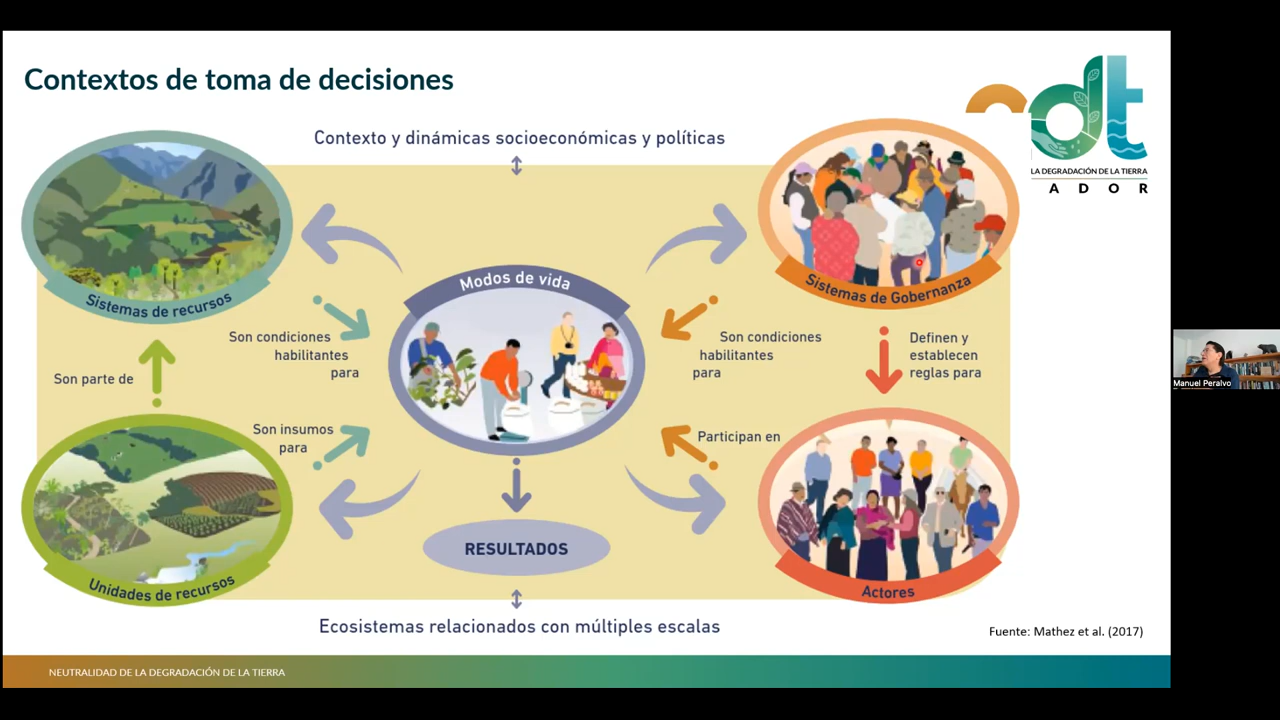 Contextos de toma de decisiones
dt
LA DEGRADACIÓN DE LA TIERRA
A D O R
Contexto y dinámicas socioeconómicas y políticas
Sistemas de recursos
Modos de vida
Sistemas de Gobernanza
Son condiciones
habilitantes
para
Son condiciones
habilitantes
para
Definen y
establecen
reglas para
Son parte de
Son insumos
para
Participan en
RESULTADOS
Unidades de recursos
Actores
Ecosistemas relacionados con múltiples escalas
Fuente: Mathez et al. (2017)
NEUTRALIDAD DE LA DEGRADACIÓN DE LA TIERRA
Manuel Peralvo